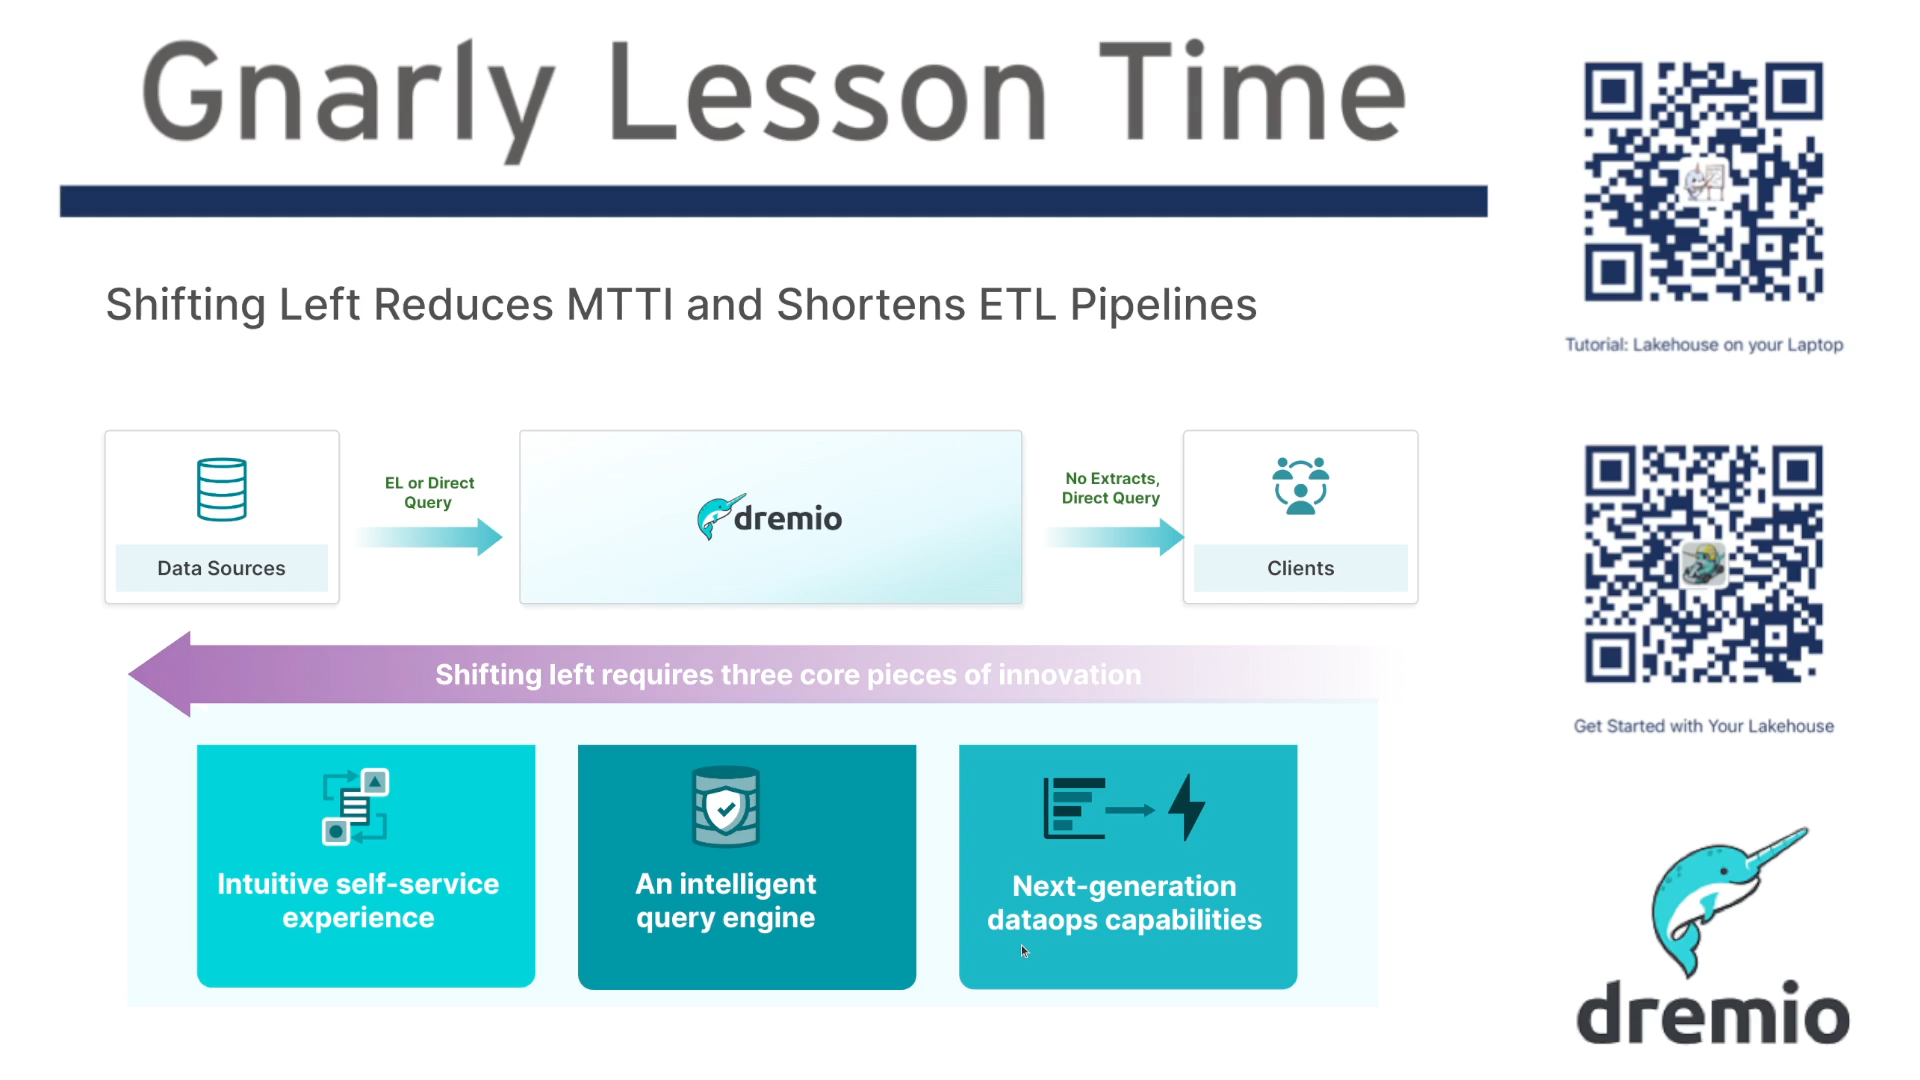 Gnarly Lesson Time
Shifting Left Reduces MTTI and Shortens ETL Pipelines
Data Sources
EL or Direct
Query
dremio
No Extracts,
Direct Query
Clients
Shifting left requires three core pieces of innovation
Intuitive self-service
experience
An intelligent
query engine
Next-generation
dataops capabilities
Tutorial: Lakehouse on your Laptop
Get Started with Your Lakehouse
dremio